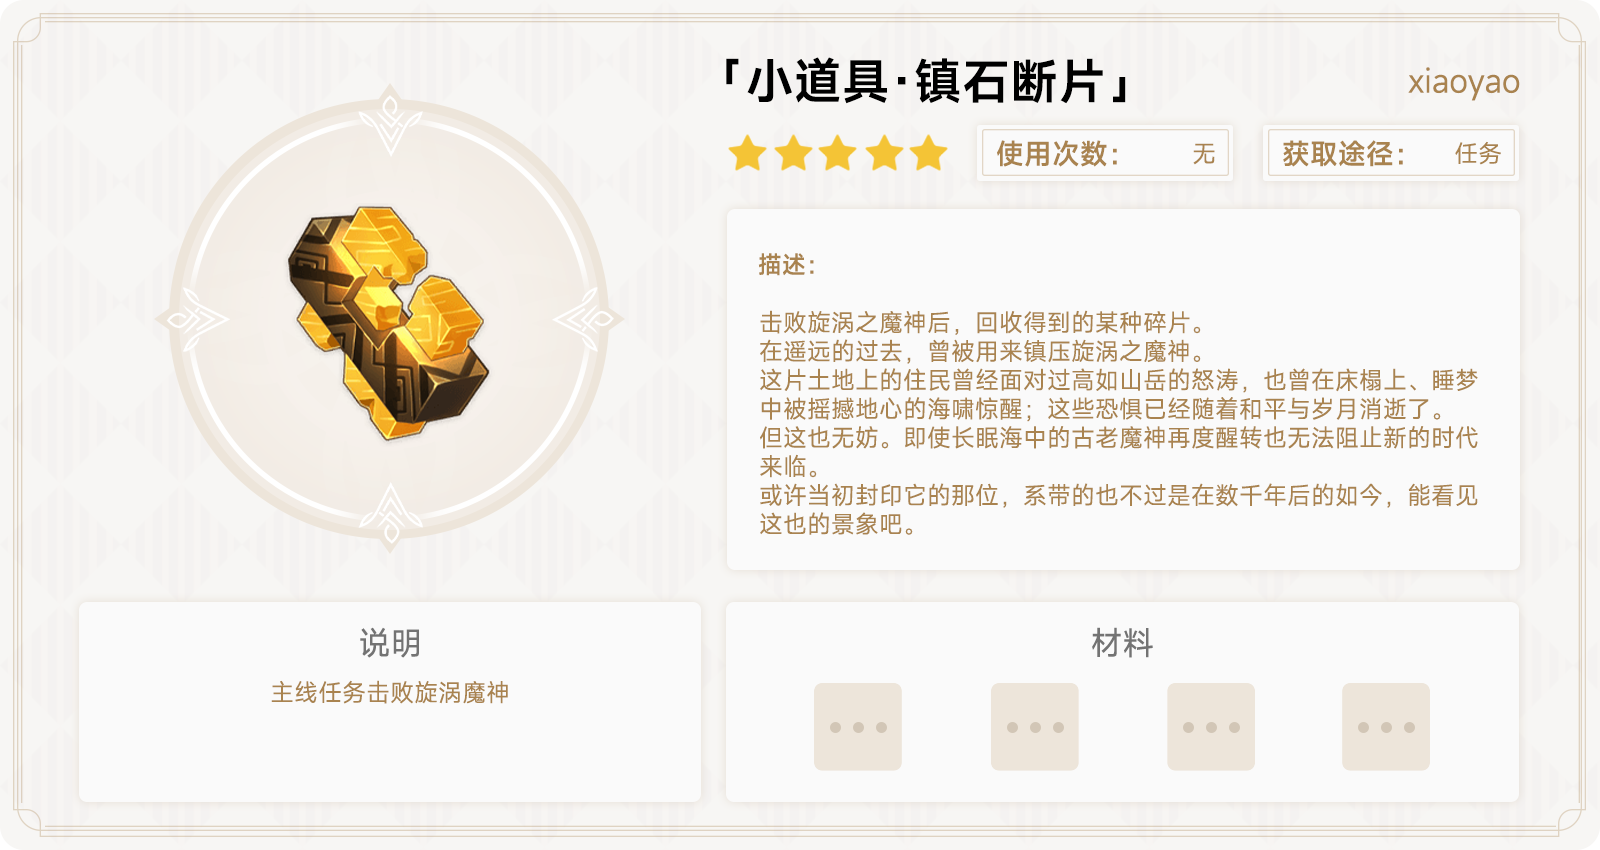 「小道具·镇石断片」
xiaoyao
使用次数： 无
获取途径： 任务
描述：
击败旋涡之魔神后，回收得到的某种碎片。
在遥远的过去，曾被用来镇压旋涡之魔神。
这片土地上的住民曾经面对过高如山岳的怒涛，也曾在床榻上、睡梦
中被摇撼地心的海啸惊醒；这些恐惧已经随着和平与岁月消逝了。
但这也无妨。即使长眠海中的古老魔神再度醒转也无法阻止新的时代
来临。
或许当初封印它的那位，系带的也不过是在数千年后的如今，能看见
这也的景象吧。
说明
主线任务击败旋涡魔神
材料